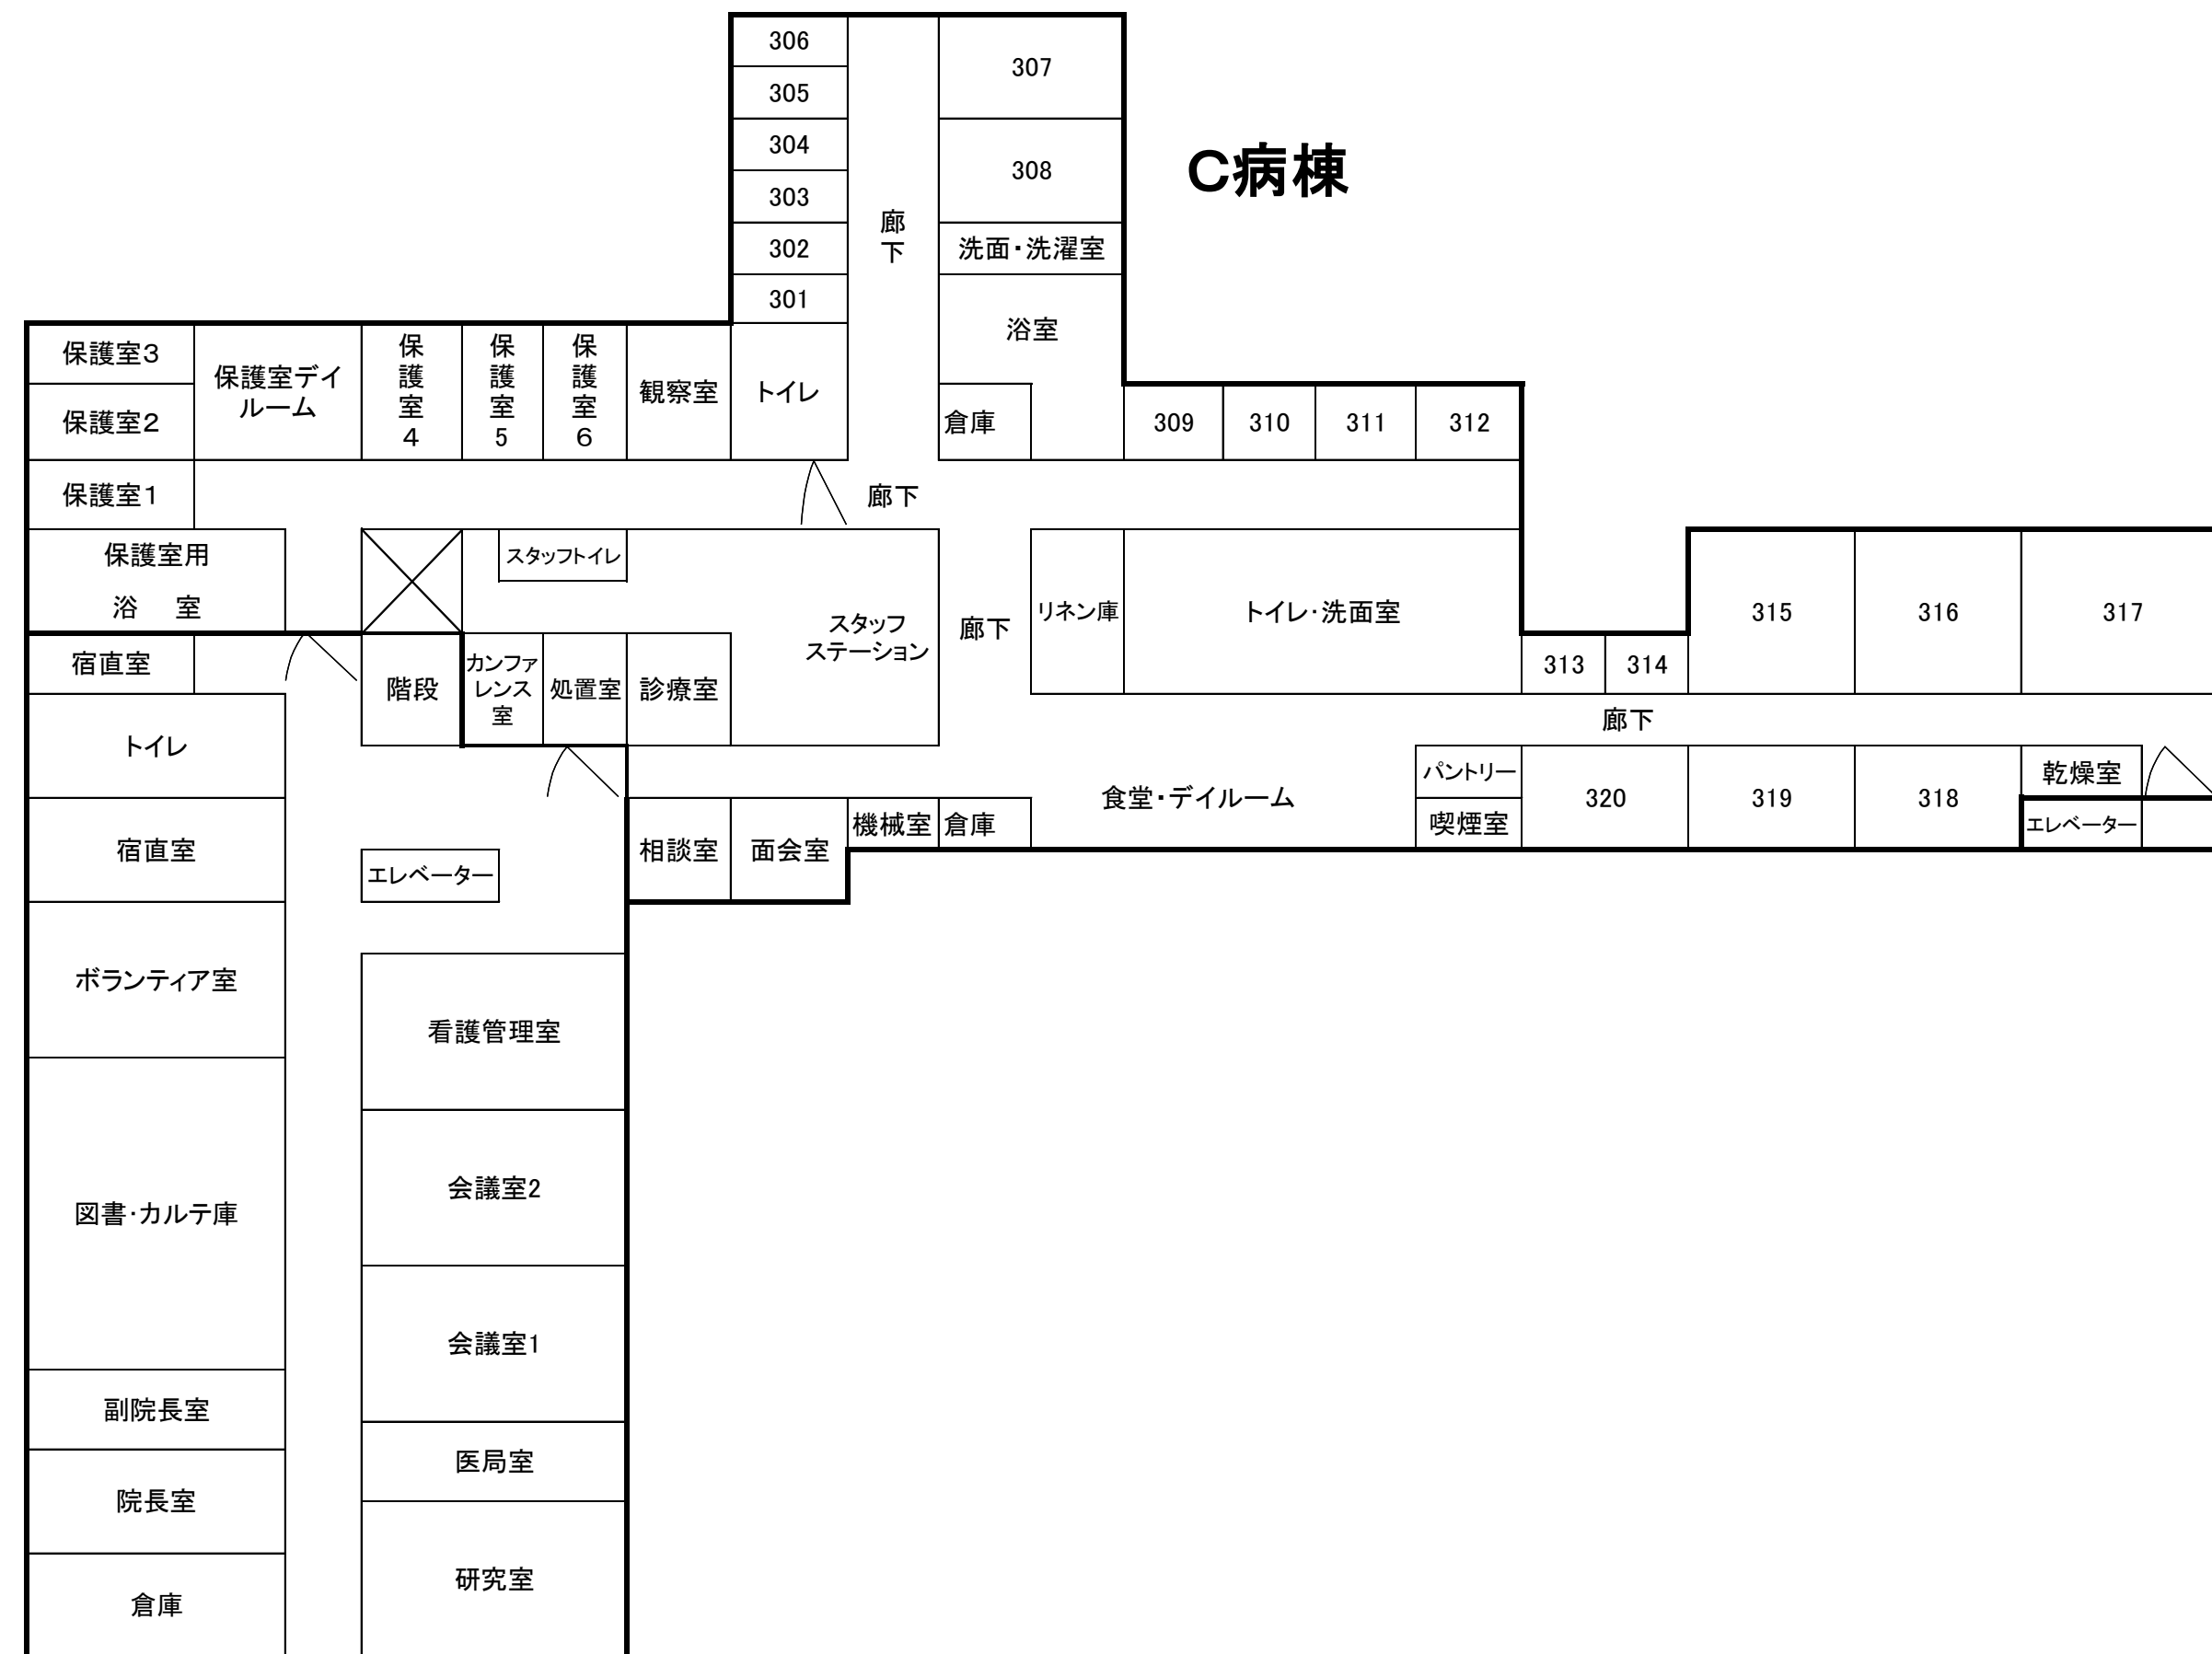 306
307
305
304
C病棟
308
303
廊
下
302
洗面・洗濯室
301
浴室
保護室3
保護室デイ
ルーム
保
護
室
4
保
護
室
5
保
護
室
6
観察室
トイレ
保護室2
倉庫
309
310
311
312
保護室1
廊下
保護室用
浴 室
スタッフトイレ
スタッフ
ステーション
廊下
リネン庫
トイレ・洗面室
315
316
317
宿直室
階段
カンファ
レンス
室
処置室
診療室
313
314
廊下
トイレ
パントリー
乾燥室
食堂・デイルーム
320
319
318
宿直室
エレベーター
相談室
面会室
機械室
倉庫
喫煙室
エレベーター
ボランティア室
看護管理室
図書・カルテ庫
会議室2
会議室1
副院長室
医局室
院長室
研究室
倉庫